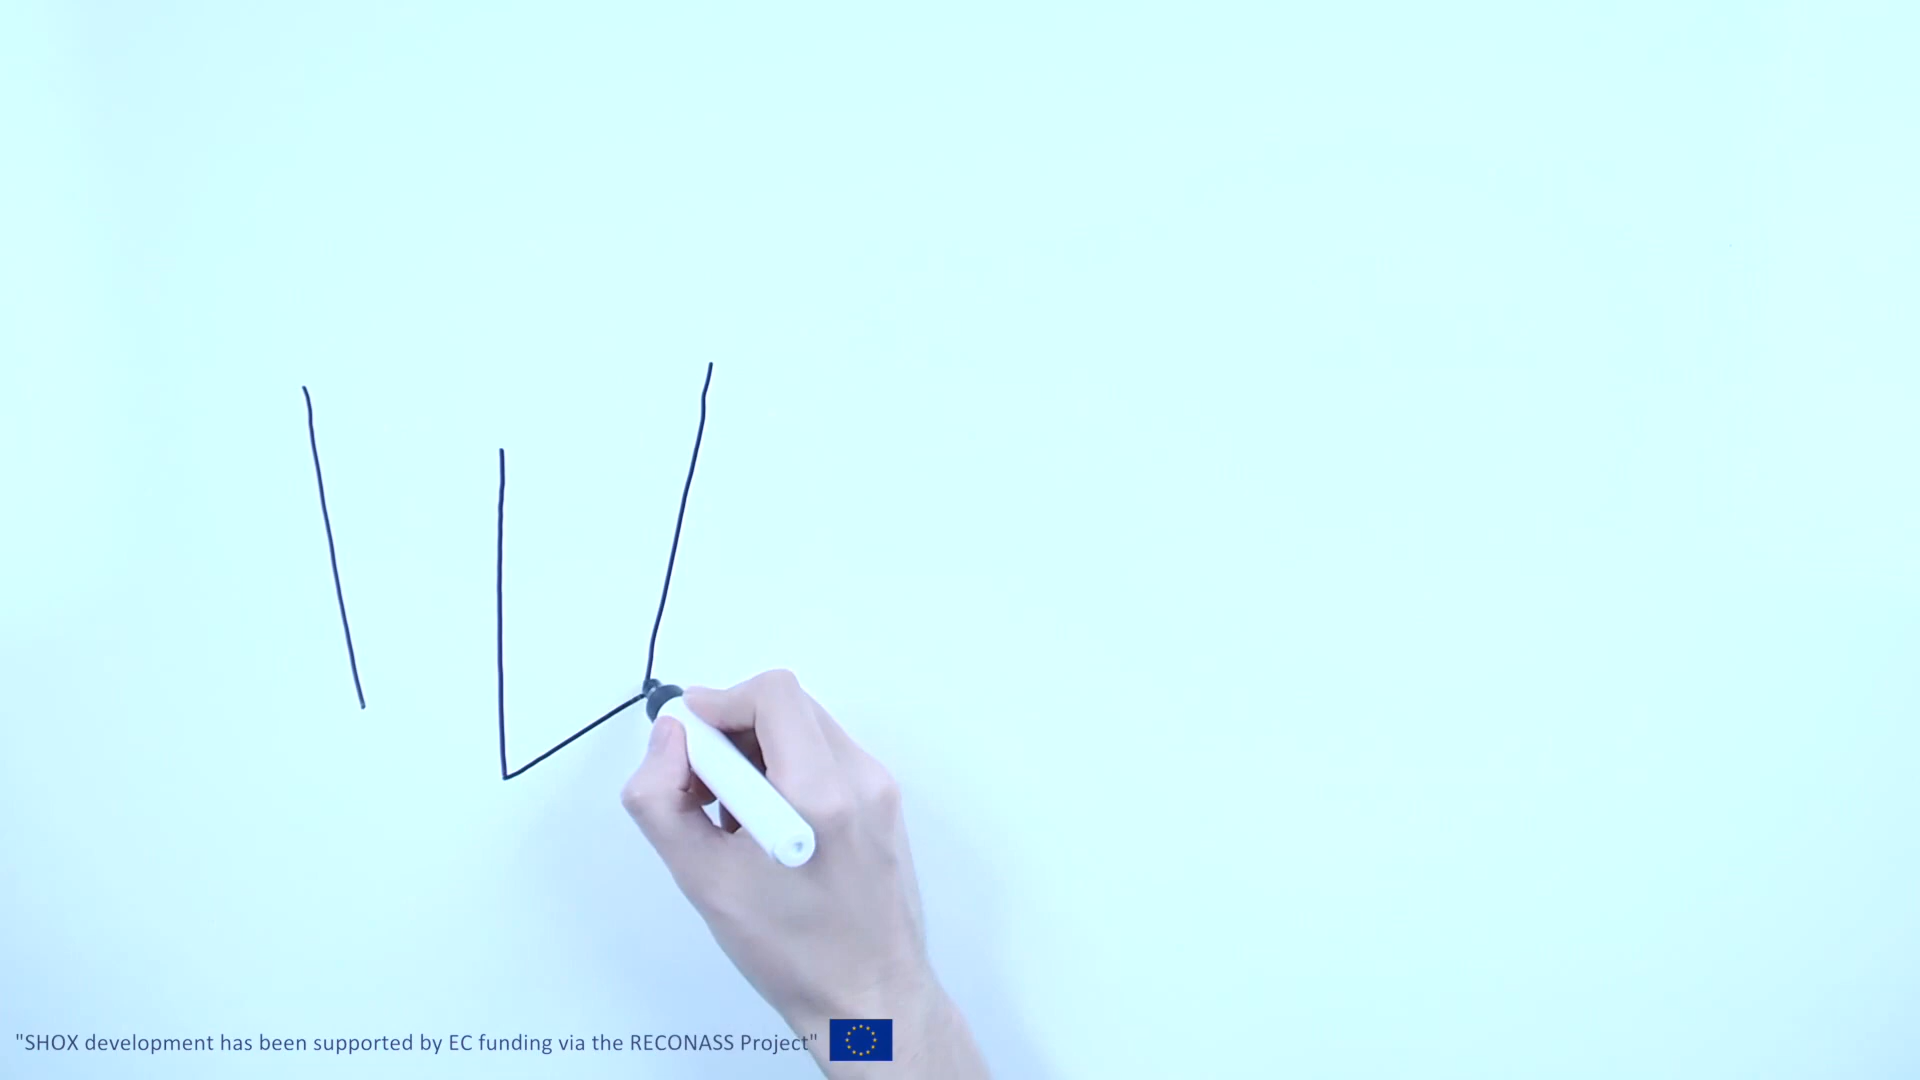 "SHOX development has been supported by EC funding via the RECONASS Project"